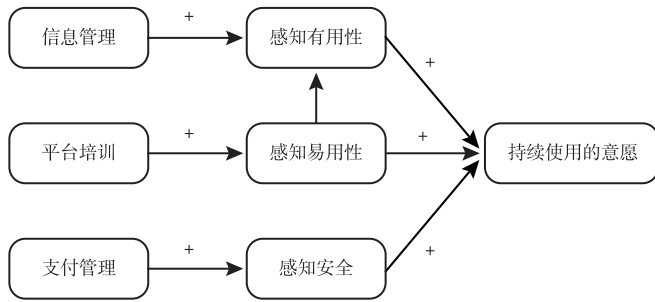 +
信息管理
感知有用性
+
+
+
平台培训
感知易用性
持续使用的意愿
+
+
支付管理
感知安全